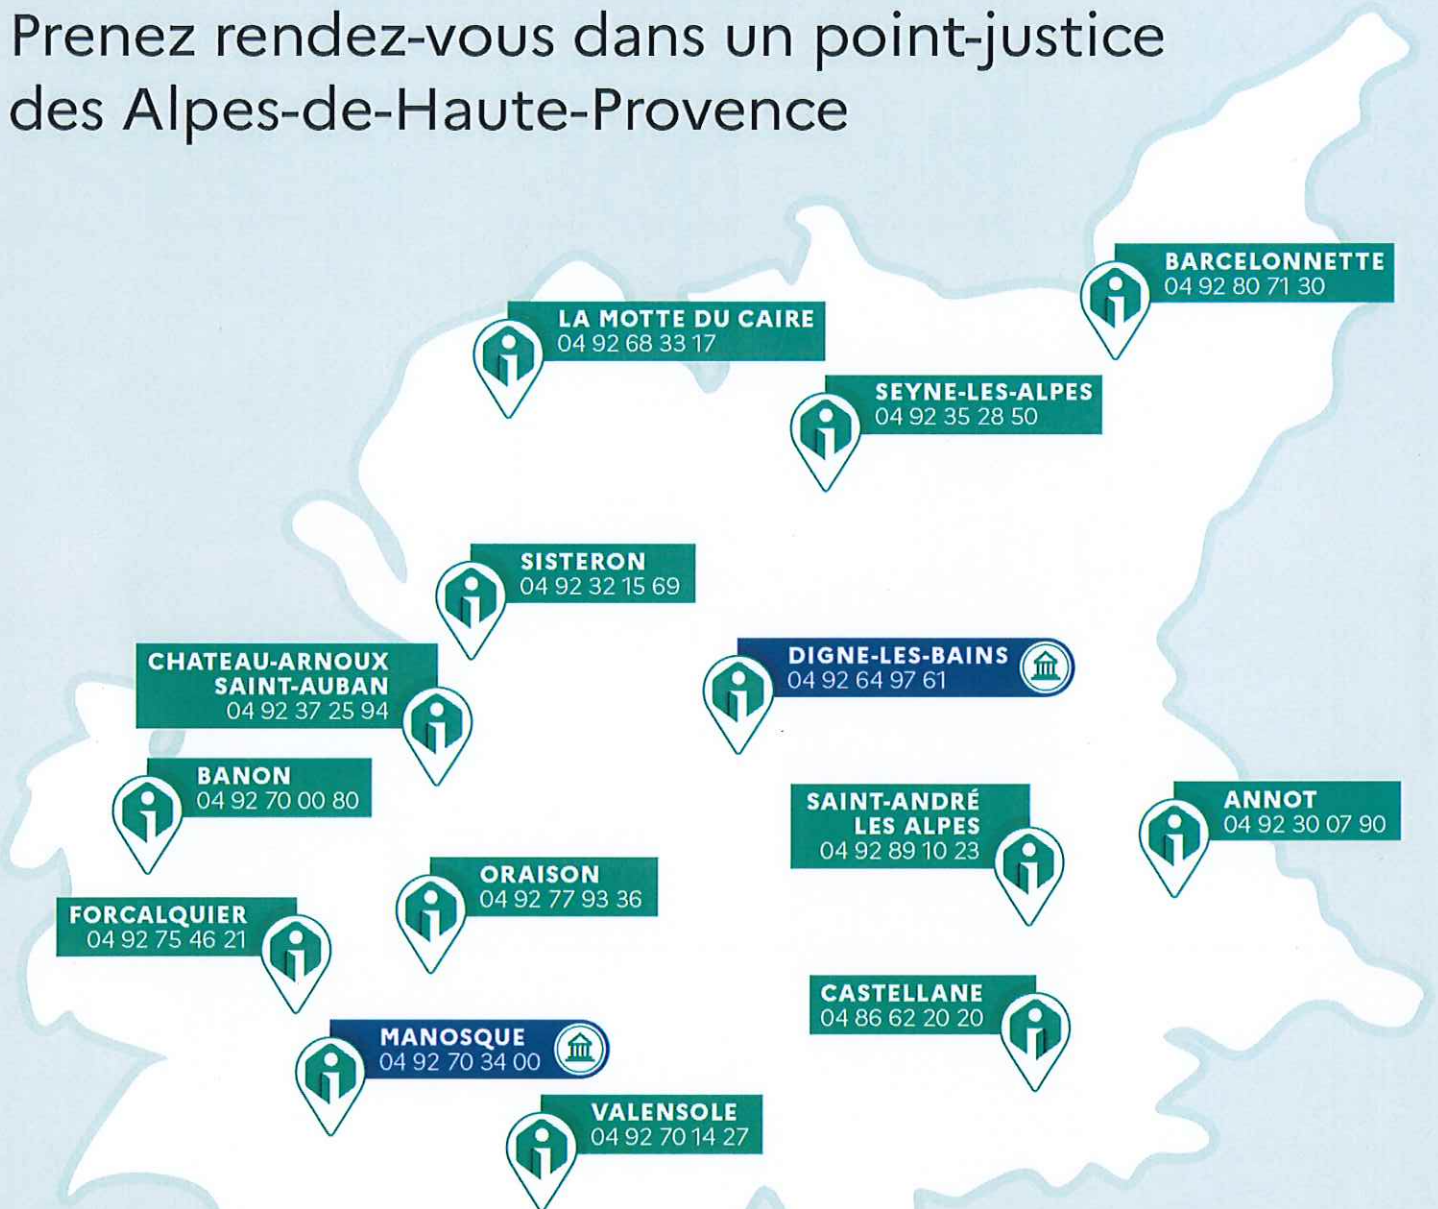 Prenez rendez-vous dans un point-justice
des Alpes-de-Haute-Provence
BARCELONNETTE
04 92 80 71 30
LA MOTTE DU CAIRE
04 92 68 33 17
SEYNE-LES-ALPES
04 92 35 28 50
SISTERON
04 92 32 15 69
CHATEAU-ARNOUX
SAINT-AUBAN
04 92 37 25 94
DIGNE-LES-BAINS
04 92 64 97 61
BANON
04 92 70 00 80
SAINT-ANDRÉ
LES ALPES
04 92 89 10 23
ANNOT
04 92 30 07 90
ORAISON
04 92 77 93 36
FORCALQUIER
04 92 75 46 21
CASTELLANE
04 86 62 20 20
MANOSQUE
04 92 70 34 00
VALENSOLE
04 92 70 14 27